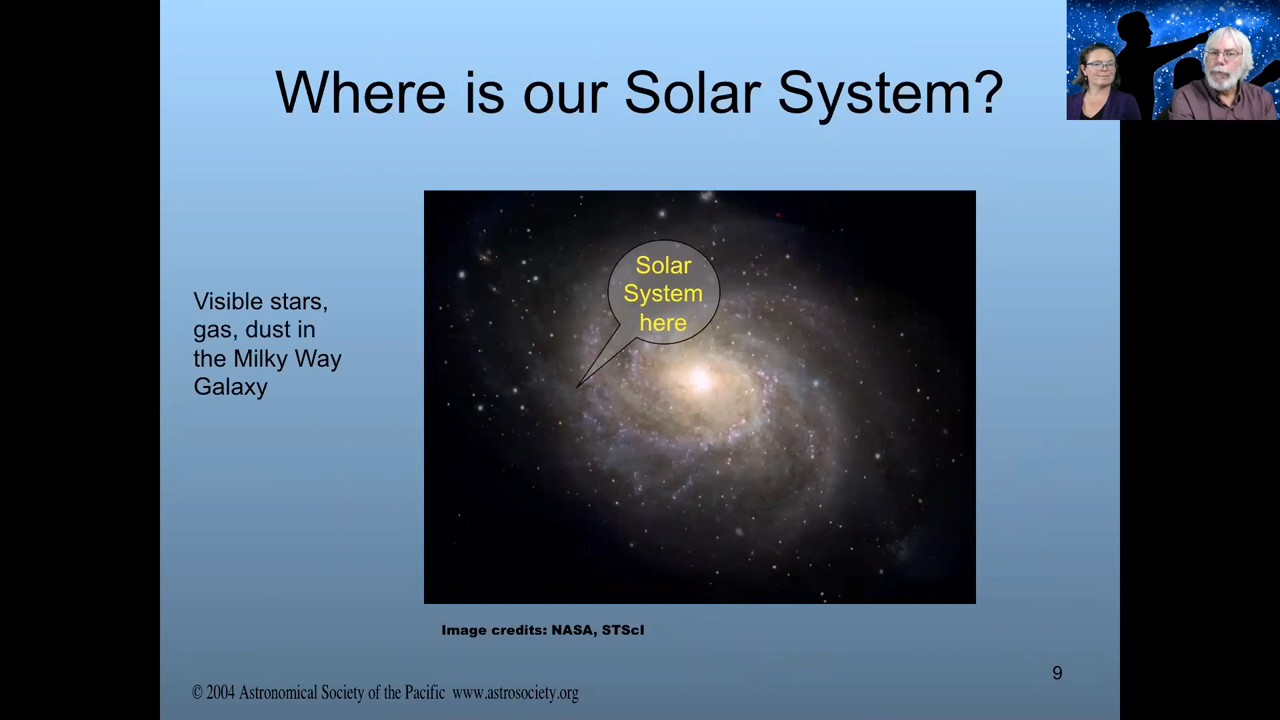 Where is our Solar System?
Visible stars,
gas, dust in
the Milky Way
Galaxy
Solar
System
here
Image credits: NASA, STScI
9
© 2004 Astronomical Society of the Pacific www.astrosociety.org